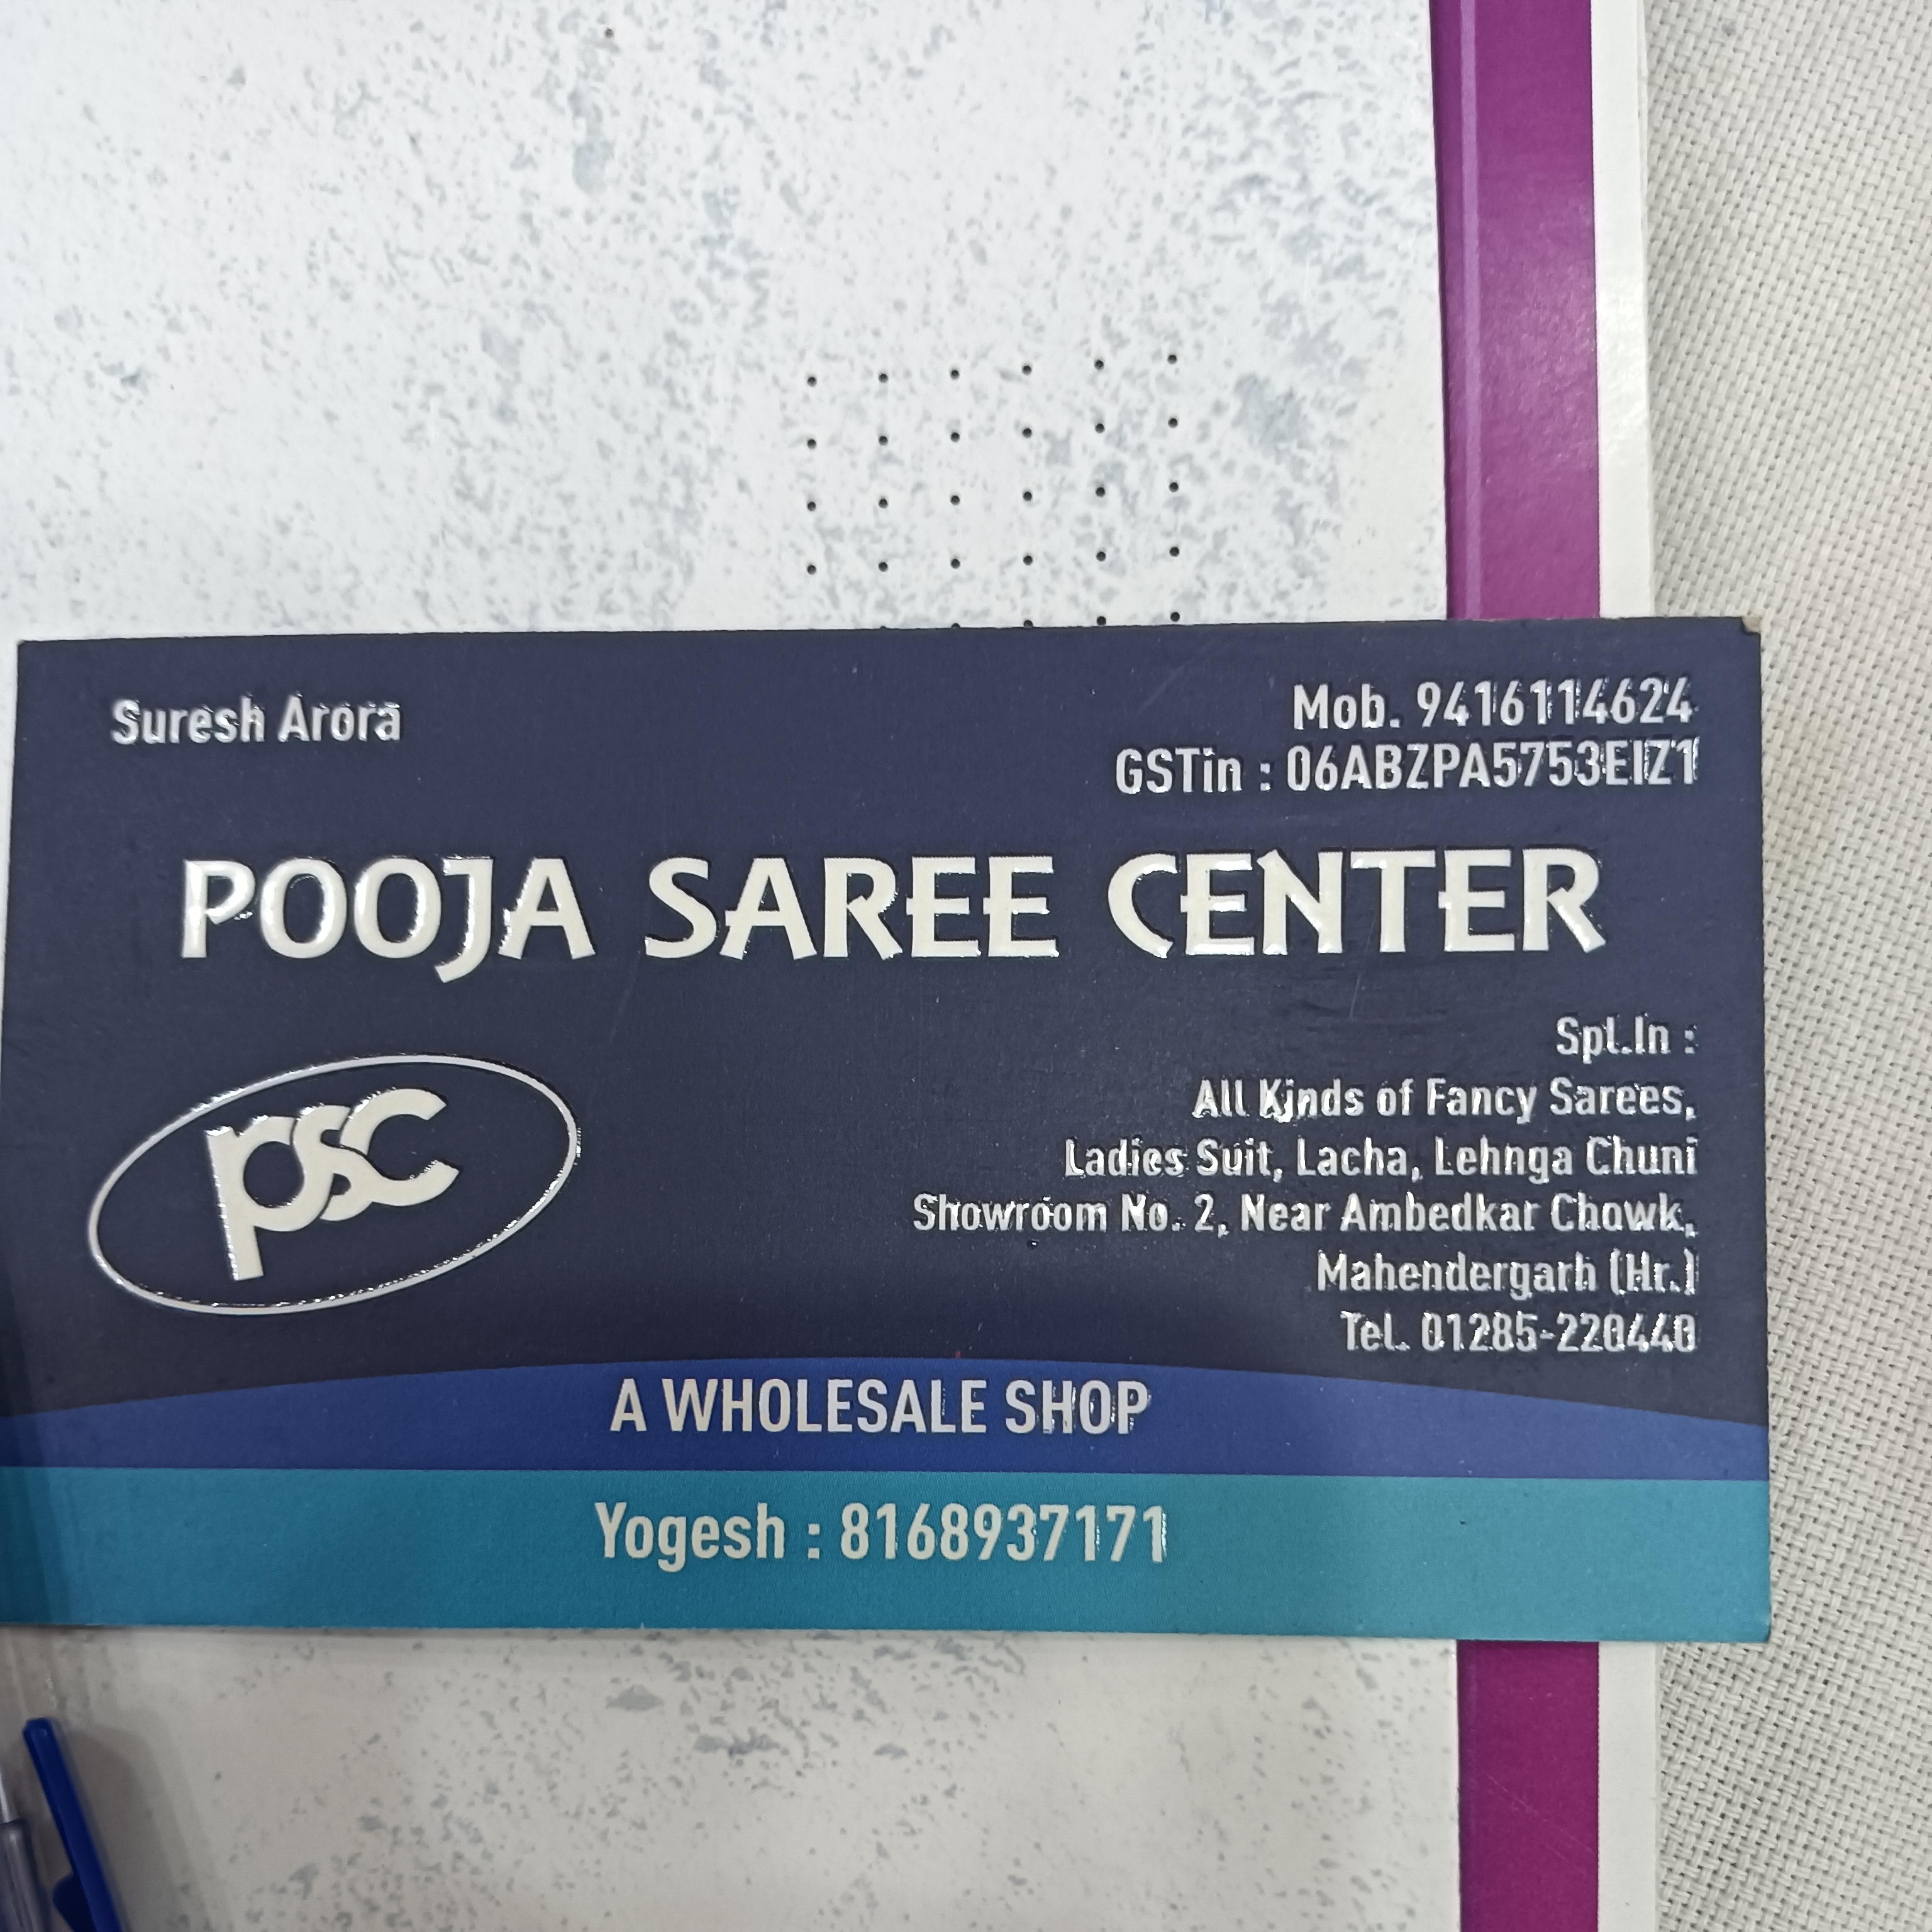 Suresh Arora
Mob. 9416114624
GSTin : 06ABZPA5753EIZ1
POOJA SAREE CENTER
psc
Spl.In :
All Kinds of Fancy Sarees,
Ladies Suit, Lacha, Lehnga Chuni
Showroom No. 2, Near Ambedkar Chowk,
Mahendergarh (Hr.)
Tel. 01285-220440
A WHOLESALE SHOP
Yogesh : 8168937171